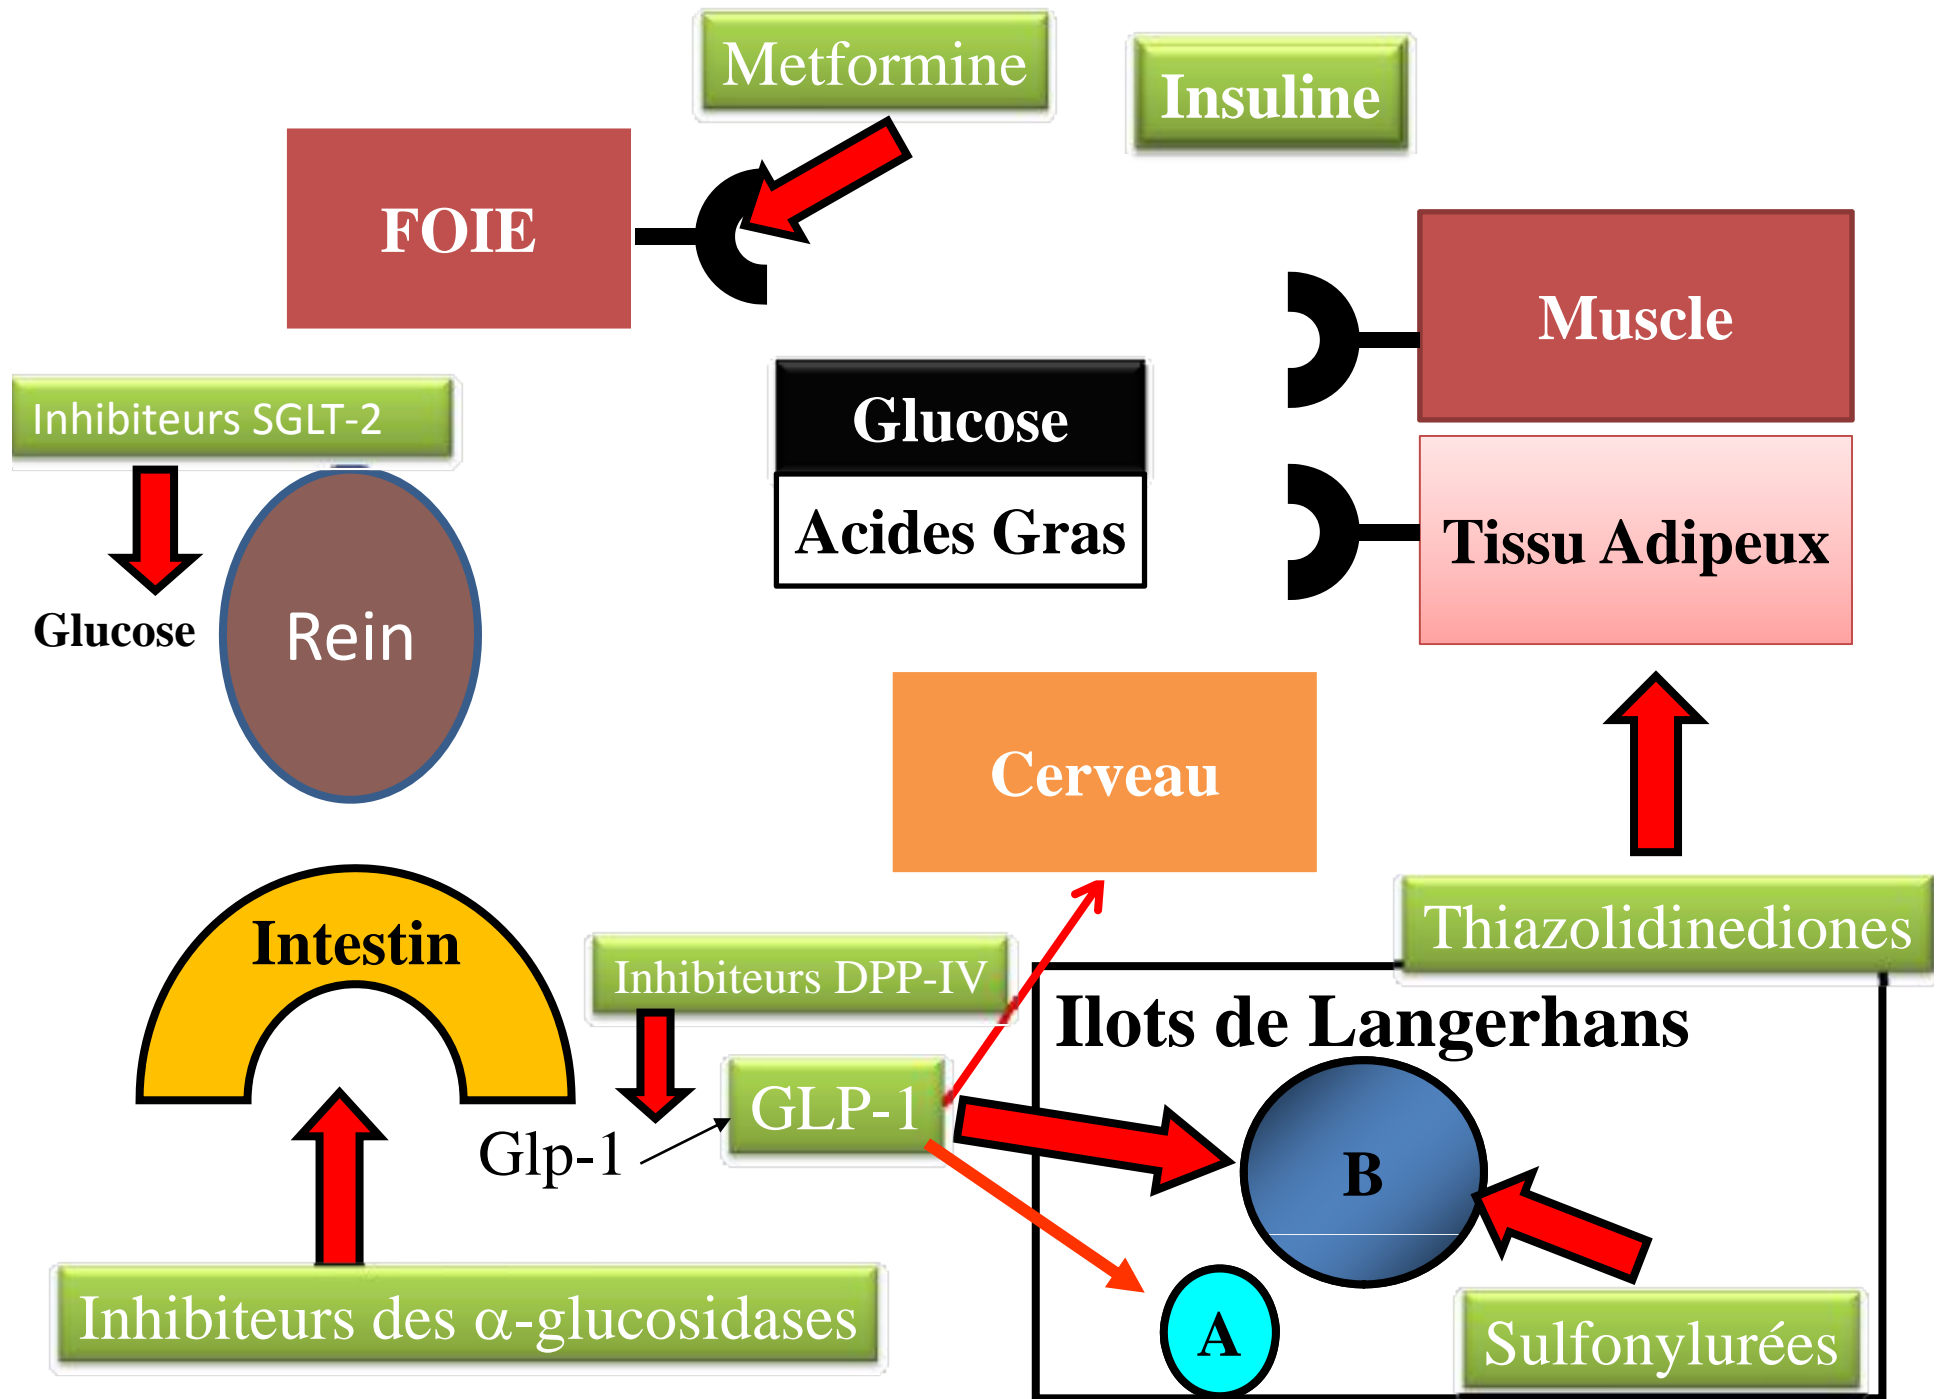 Metformine
Insuline
FOIE
Muscle
Inhibiteurs SGLT-2
Glucose
Acides Gras
Tissu Adipeux
Glucose
Rein
Cerveau
Intestin
Thiazolidinediones
Inhibiteurs DPP-IV
Ilots de Langerhans
GLP-1
Glp-1
B
Inhibiteurs des α-glucosidases
A
Sulfonylurées